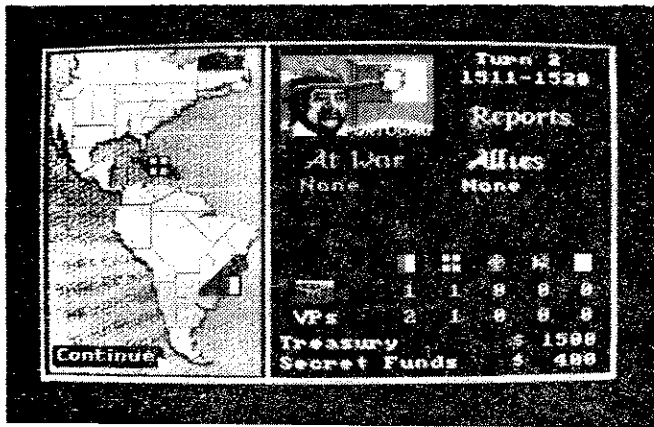 Turn 2
1511-1520
PORTUGAL
Reports
At War
Allies
None
None
1 1 0 0 0
VPs 2 1 0 0 0
Treasury $ 1500
Secret Funds $ 400
Continue